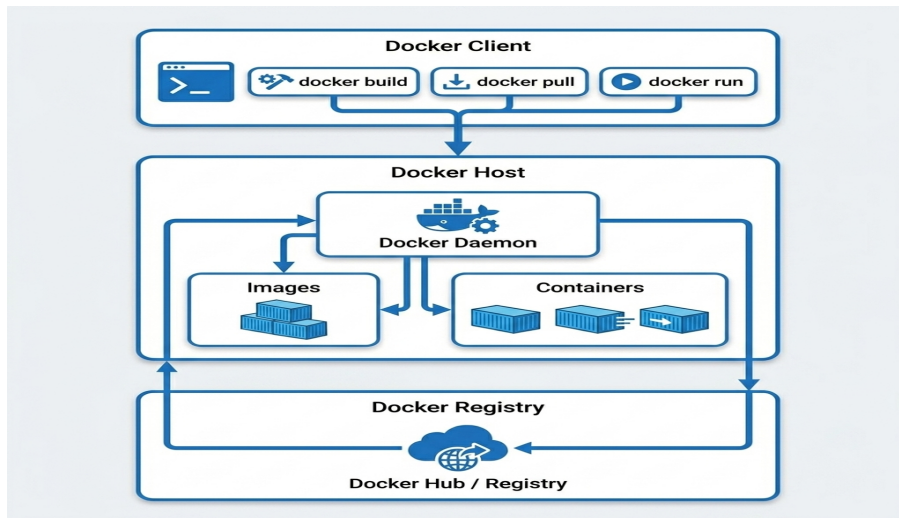 Docker Client
docker build
docker pull
docker run
Docker Host
Docker Daemon
Images
Containers
Docker Registry
Docker Hub / Registry